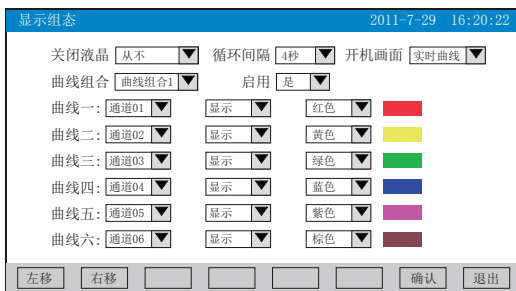 显示组态 2011-7-29 16:20:22
关闭液晶 从不 循环间隔 4秒 开机画面 实时曲线
曲线组合 曲线组合1 启用 是
曲线一: 通道01 显示 红色
曲线二: 通道02 显示 黄色
曲线三: 通道03 显示 绿色
曲线四: 通道04 显示 蓝色
曲线五: 通道05 显示 紫色
曲线六: 通道06 显示 棕色
左移 右移 确认 退出